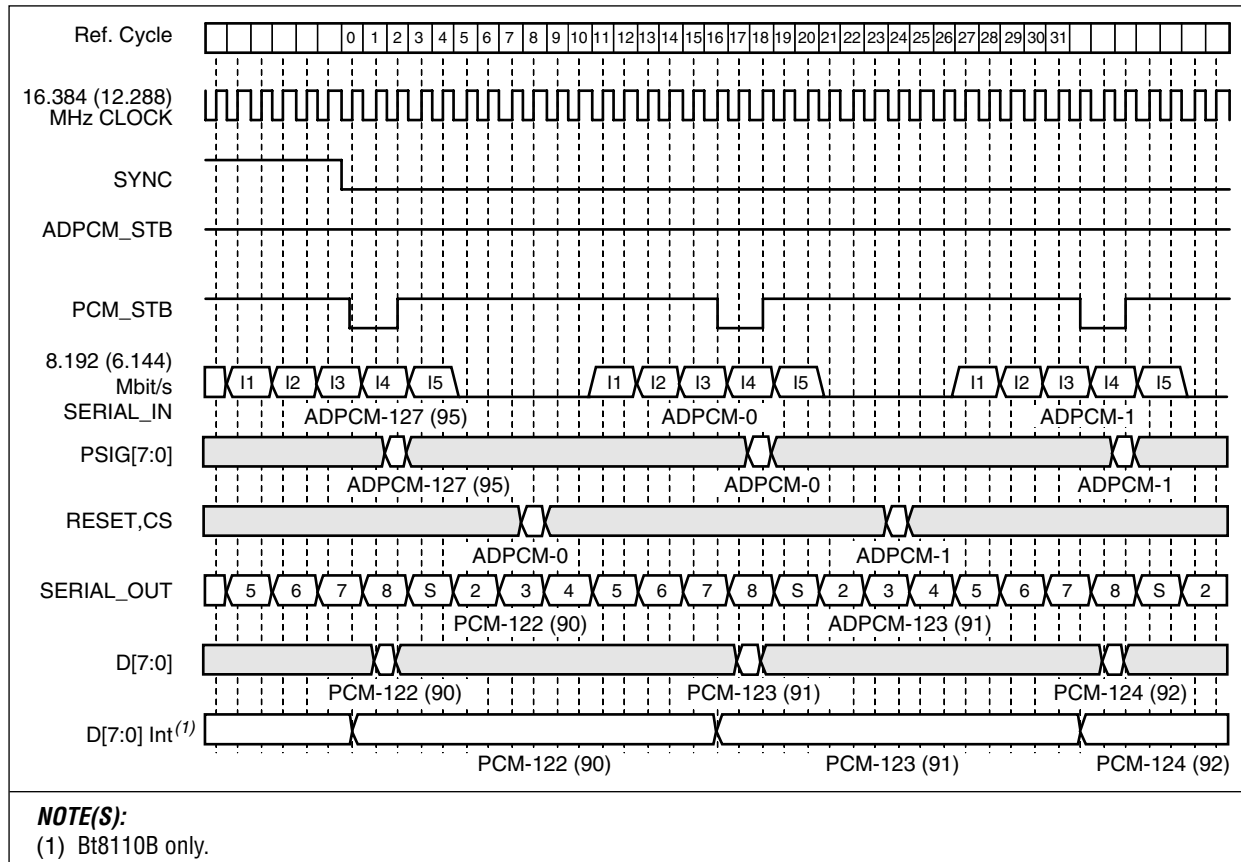 Ref. Cycle 0 1 2 3 4 5 6 7 8 9 10 11 12 13 14 15 16 17 18 19 20 21 22 23 24 25 26 27 28 29 30 31
16.384 (12.288)
MHz CLOCK
SYNC
ADPCM_STB
PCM_STB
8.192 (6.144)
Mbit/s
SERIAL_IN
I1 I2 I3 I4 I5 I1 I2 I3 I4 I5 I1 I2 I3 I4 I5
ADPCM-127 (95) ADPCM-0 ADPCM-1
PSIG[7:0]
ADPCM-127 (95) ADPCM-0 ADPCM-1
RESET,CS
ADPCM-0 ADPCM-1
SERIAL_OUT 5 6 7 8 S 2 3 4 5 6 7 8 S 2 3 4 5 6 7 8 S 2
PCM-122 (90) ADPCM-123 (91)
D[7:0]
PCM-122 (90) PCM-123 (91) PCM-124 (92)
D[7:0] Int(1)
PCM-122 (90) PCM-123 (91) PCM-124 (92)
NOTE(S):
(1) Bt8110B only.